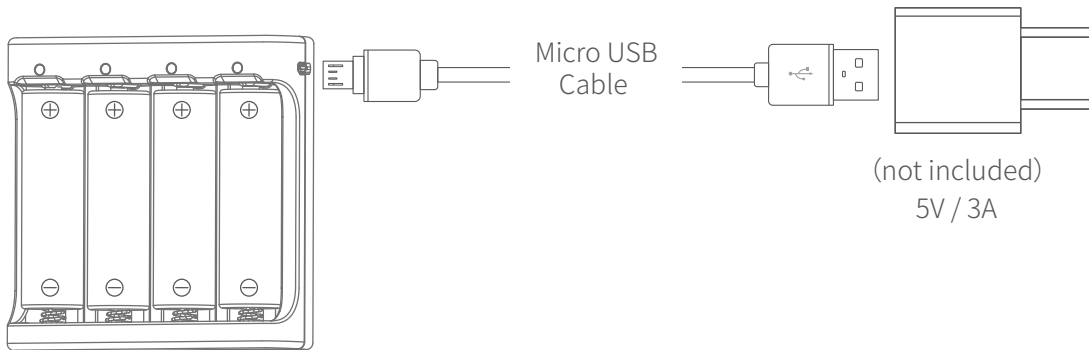 Micro USB
Cable
（not included）
5V / 3A